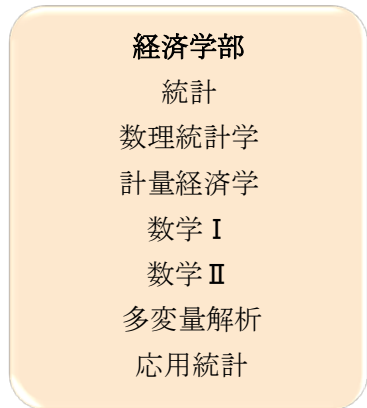 経済学部
統計
数理統計学
計量経済学
数学Ⅰ
数学Ⅱ
多変量解析
応用統計